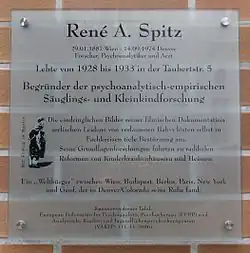 René A. Spitz
29.01.1887 Wien - 14.09.1974 Denver
Forscher, Psychoanalytiker und Arzt
Lebte von 1928 bis 1933 in der Taubertstr. 5
Begründer der psychoanalytisch-empirischen
Säuglings- und Kleinkindforschung
Die eindringlichen Bilder seiner filmischen Dokumentation
seelischen Leidens von verlassenen Babies lösten selbst in
Fachkreisen tiefe Bestürzung aus.
Seine Grundlagenforschungen führten zu radikalen
Reformen von Kinderkrankenhäusern und Heimen.
Ein "Weltbürger" zwischen Wien, Budapest, Berlin, Paris, New York
und Genf, der in Denver/Colorado seine Ruhe fand.